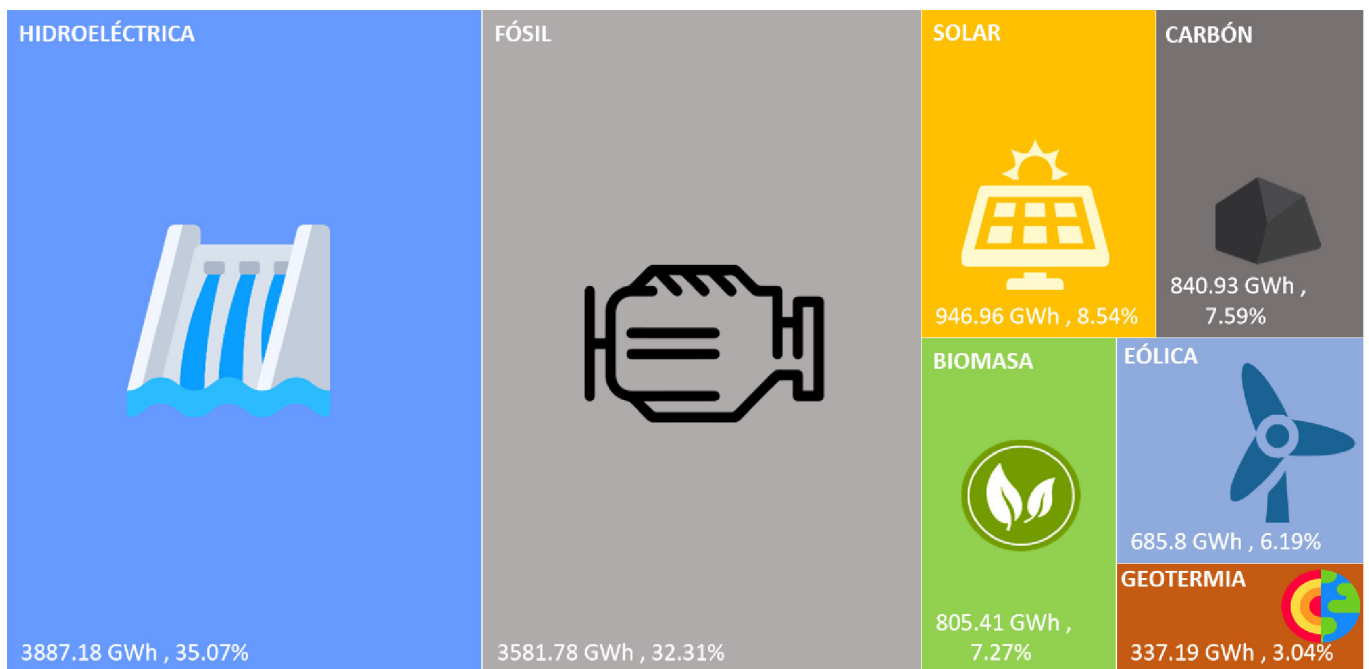 HIDROELÉCTRICA
3887.18 GWh , 35.07%
FÓSIL
3581.78 GWh , 32.31%
SOLAR
946.96 GWh , 8.54%
CARBÓN
840.93 GWh ,
7.59%
BIOMASA
805.41 GWh ,
7.27%
EÓLICA
685.8 GWh , 6.19%
GEOTERMIA
337.19 GWh , 3.04%